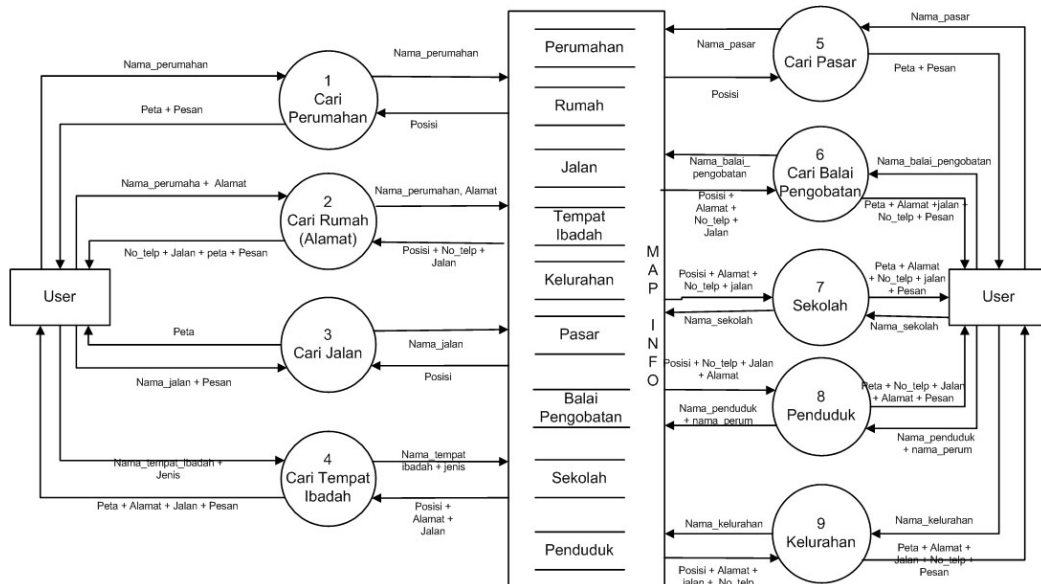 Nama_perumahan
Peta + Pesan
1
Cari
Perumahan
Nama_perumahan
Posisi
Nama_perumaha + Alamat
No_telp + Jalan + peta + Pesan
2
Cari Rumah
(Alamat)
Nama_perumahan, Alamat
Posisi + No_telp +
Jalan
User
Peta
Nama_jalan + Pesan
3
Cari Jalan
Nama_jalan
Posisi
Nama_tempat_Ibadah +
Jenis
Peta + Alamat + Jalan + Pesan
4
Cari Tempat
Ibadah
Nama_tempat
ibadah + jenis
Posisi +
Alamat +
Jalan
Perumahan
Rumah
Jalan
Tempat
Ibadah
Kelurahan
Pasar
Balai
Pengobatan
Sekolah
Penduduk
M
A
P
I
N
F
O
Nama_pasar
Posisi
5
Cari Pasar
Nama_pasar
Peta + Pesan
Nama_balai_
pengobatan
Posisi +
Alamat +
No_telp +
Jalan
6
Cari Balai
Pengobatan
Nama_balai_pengobatan
Peta + Alamat +jalan +
No_telp + Pesan
Posisi + Alamat +
No_telp + jalan
Nama_sekolah
7
Sekolah
Peta + Alamat
+ No_telp + jalan
+ Pesan
Nama_sekolah
User
Posisi + No_telp + Jalan
+ Alamat
Nama_penduduk
+ nama_perum
8
Penduduk
Peta + No_telp + Jalan
+ Alamat + Pesan
Nama_penduduk
+ nama_perum
Nama_kelurahan
Posisi + Alamat +
jalan + No_telp
9
Kelurahan
Nama_kelurahan
Peta + Alamat +
Jalan + No_telp +
Pesan